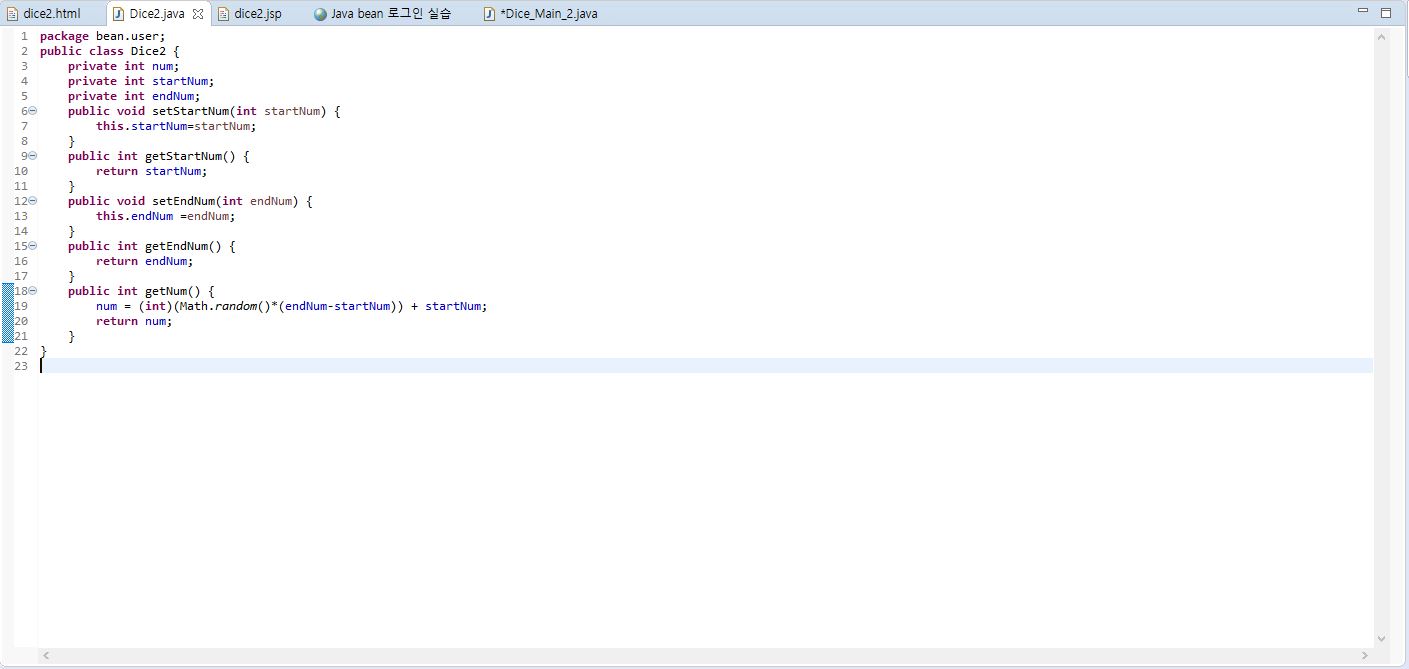 dice2.html Dice2.java dice2.jsp Java bean 로그인 실습 *Dice_Main_2.java
1 package bean.user;
2 public class Dice2 {
3     private int num;
4     private int startNum;
5     private int endNum;
6     public void setStartNum(int startNum) {
7         this.startNum=startNum;
8     }
9     public int getStartNum() {
10         return startNum;
11     }
12     public void setEndNum(int endNum) {
13         this.endNum =endNum;
14     }
15     public int getEndNum() {
16         return endNum;
17     }
18     public int getNum() {
19         num = (int)(Math.random()*(endNum-startNum)) + startNum;
20         return num;
21     }
22 }
23